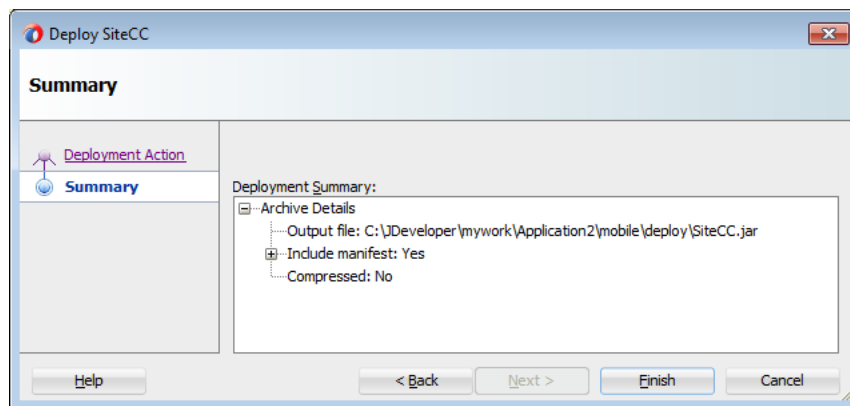 Deploy SiteCC
Summary
Deployment Action
Summary
Deployment Summary:
Archive Details
Output file: C:\JDeveloper\mywork\Application2\mobile\deploy\SiteCC.jar
Include manifest: Yes
Compressed: No
Help
< Back
Next >
Finish
Cancel